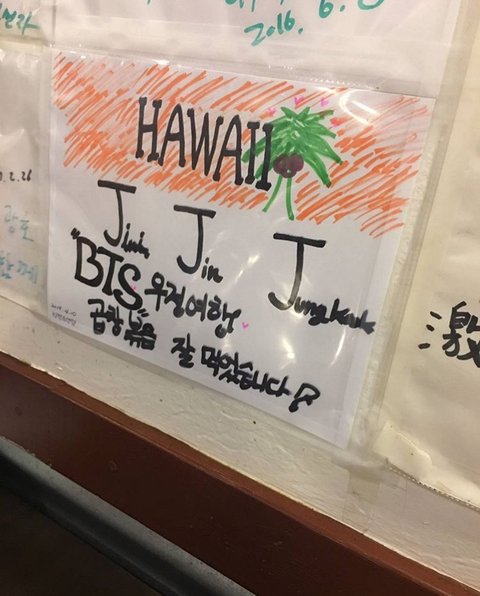 2016. 6.
HAWAII
Jimin Jin Jungkook
"BTS" 우정여행
곱창볶음 잘 먹었습니다
激